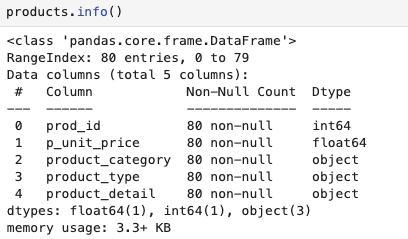 products.info()
<class 'pandas.core.frame.DataFrame'>
RangeIndex: 80 entries, 0 to 79
Data columns (total 5 columns):
 #   Column            Non-Null Count  Dtype
---  ------            --------------  -----
 0   prod_id           80 non-null     int64
 1   p_unit_price      80 non-null     float64
 2   product_category  80 non-null     object
 3   product_type      80 non-null     object
 4   product_detail    80 non-null     object
dtypes: float64(1), int64(1), object(3)
memory usage: 3.3+ KB